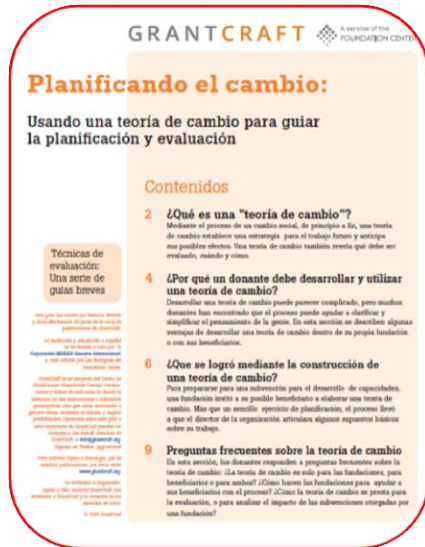 GRANTCRAFT
A service of the
FOUNDATION CENTER
Planificando el cambio:
Usando una teoría de cambio para guiar
la planificación y evaluación
Contenidos
2 ¿Qué es una "teoría de cambio"?
Mediante el proceso de un cambio social, de principio a fin, una teoría
de cambio establece una estrategia para el trabajo futuro y anticipa
sus posibles efectos. Una teoría de cambio también revela qué debe ser
evaluado, cuándo y cómo.
4 ¿Por qué un donante debe desarrollar y utilizar
una teoría de cambio?
Desarrollar una teoría de cambio puede parecer complicado, pero muchos
donantes han encontrado que el proceso puede ayudar a clarificar y
simplificar el pensamiento de la gente. En esta sección se describen algunas
ventajas de desarrollar una teoría de cambio dentro de su propia fundación
o con sus beneficiarios.
6 ¿Que se logró mediante la construcción de
una teoría de cambio?
Para prepararse para una subvención para el desarrollo de capacidades,
una fundación invitó a su posible beneficiario a elaborar una teoría de
cambio. Más que un sencillo ejercicio de planificación, el proceso llevó
a que el director de la organización articulara algunos supuestos básicos
sobre su trabajo.
9 Preguntas frecuentes sobre la teoría de cambio
En esta sección, los donantes responden a preguntas frecuentes sobre la
teoría de cambio: ¿La teoría de cambio es solo para las fundaciones, para
beneficiarios o para ambos? ¿Cómo hacen las fundaciones para ayudar a
sus beneficiarios con el proceso? ¿Cómo la teoría de cambio se presta para
la evaluación, o para analizar el impacto de las subvenciones otorgadas por
una fundación?
Técnicas de
evaluación:
Una serie de
guías breves